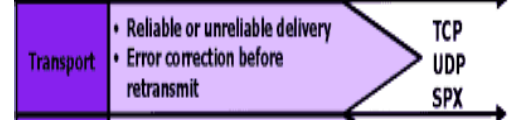 Transport
• Reliable or unreliable delivery
• Error correction before
retransmit
TCP
UDP
SPX